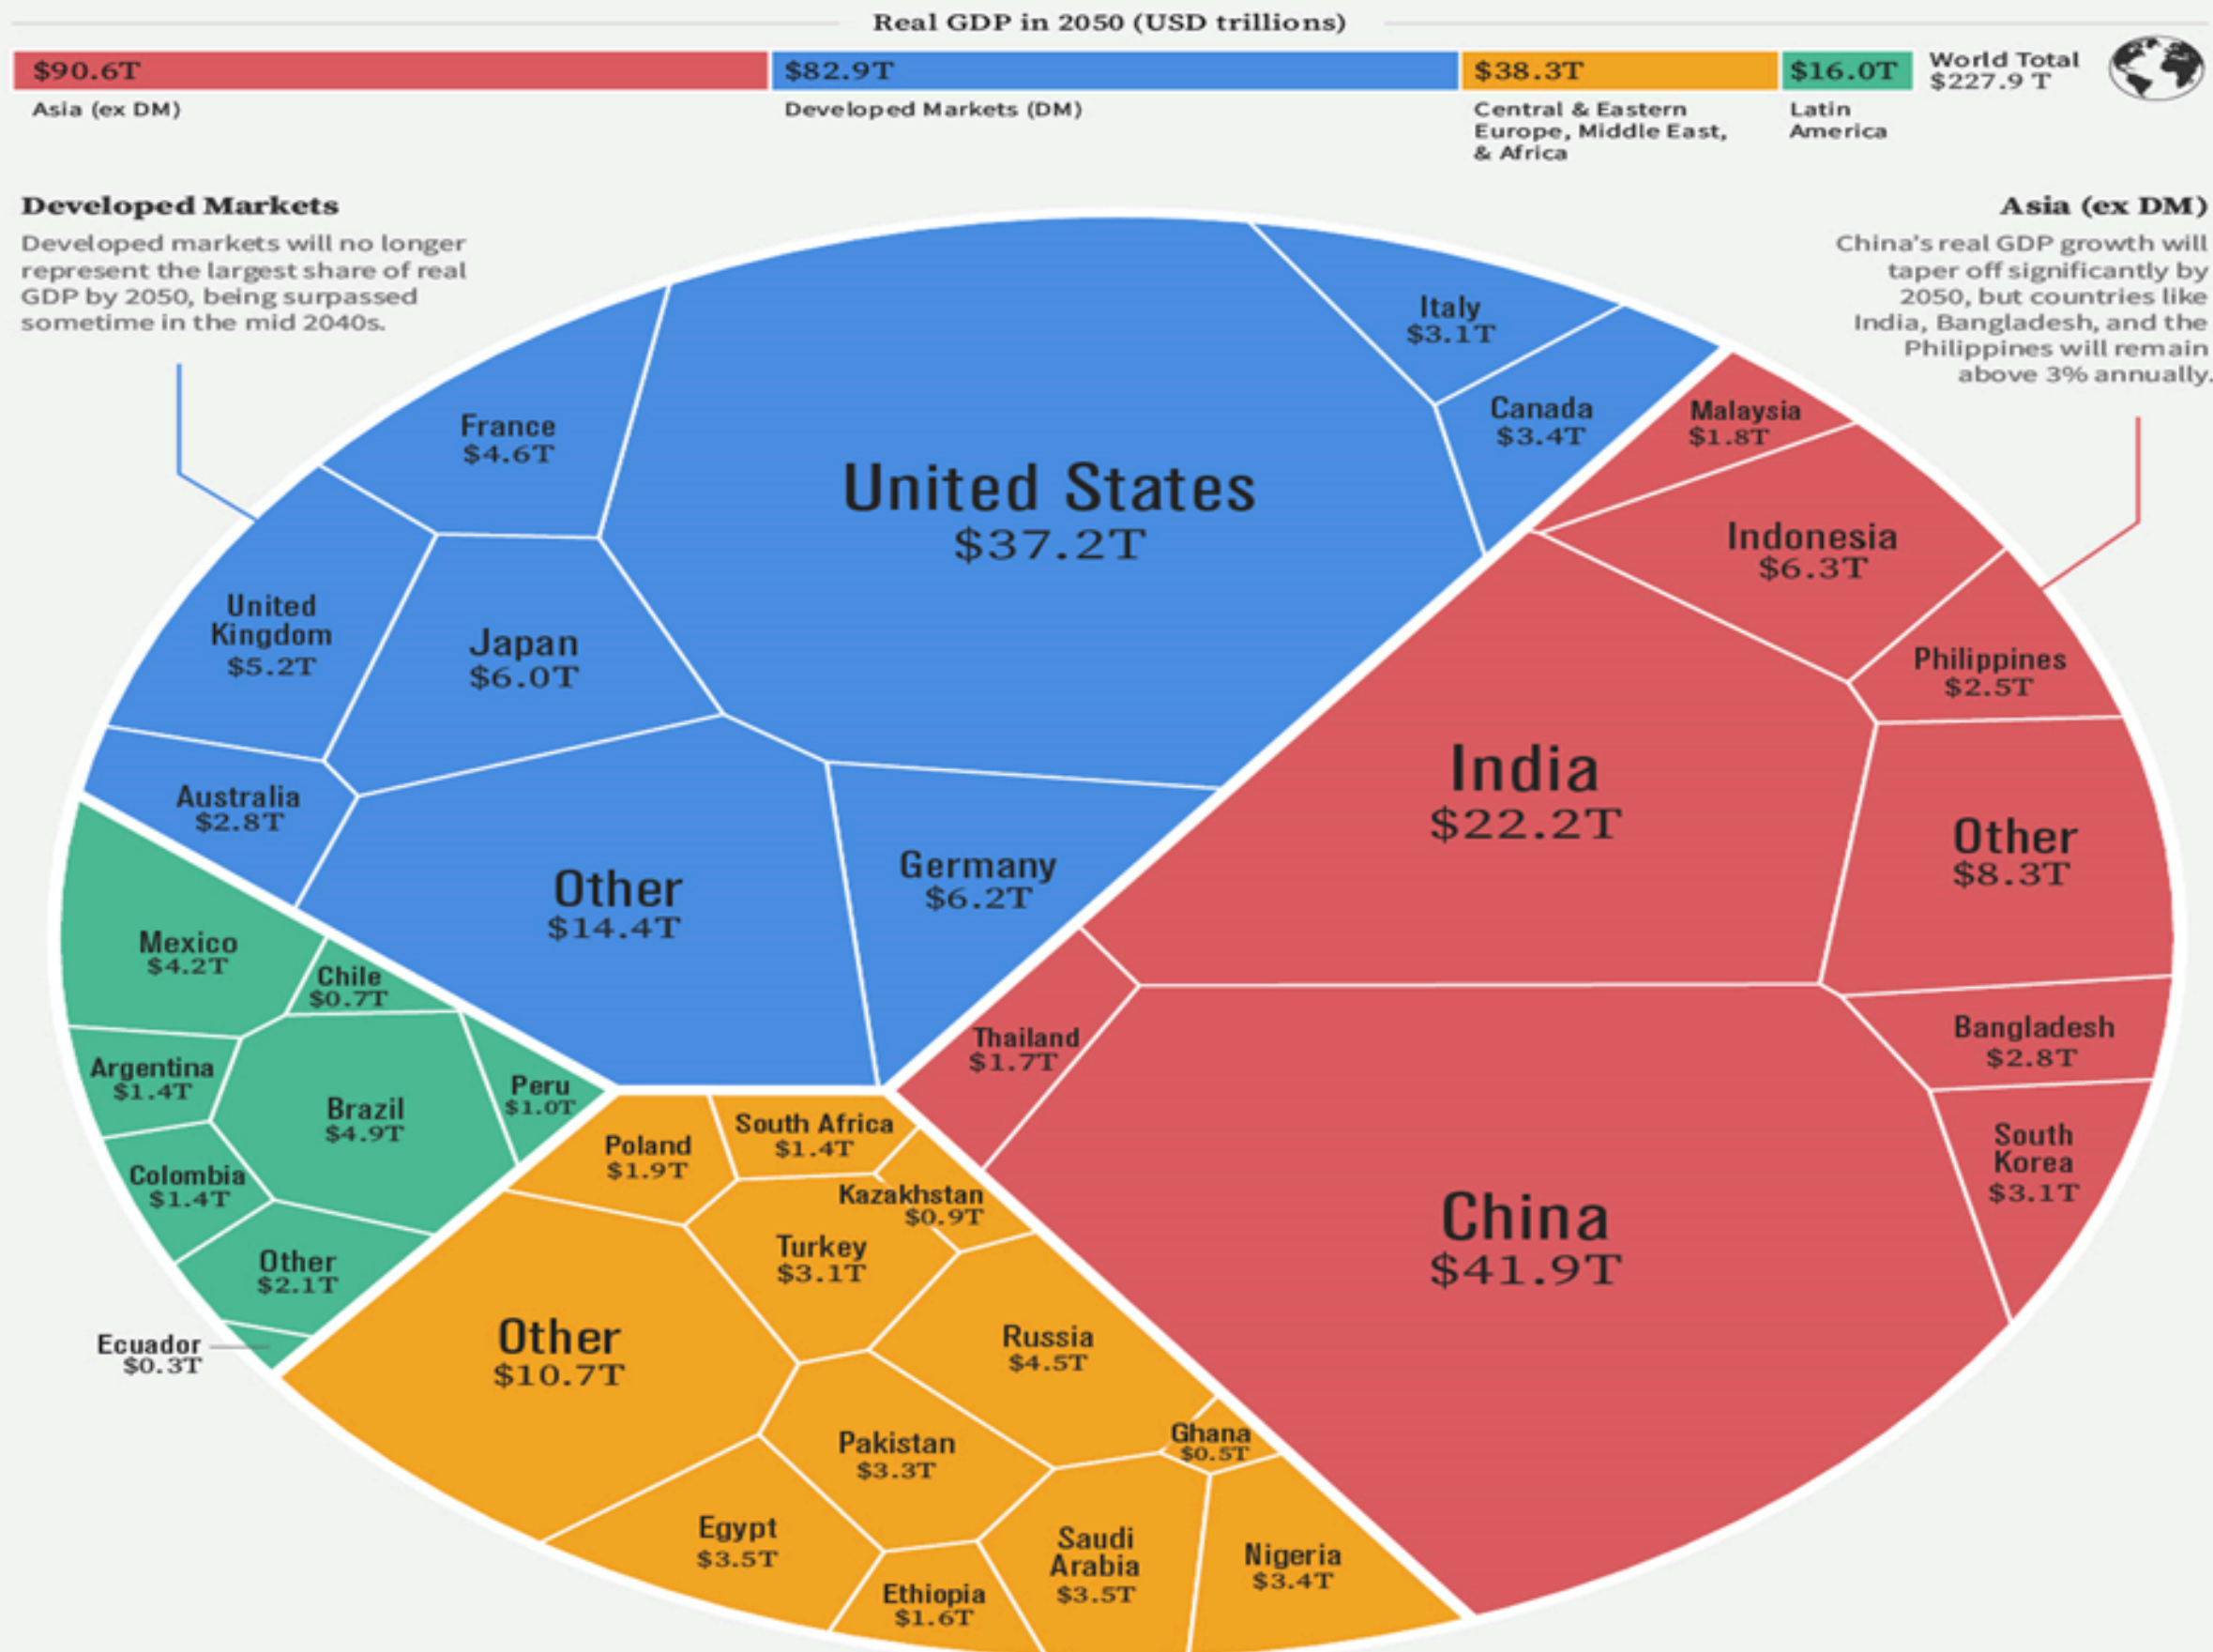 Real GDP in 2050 (USD trillions)
$90.6T
$82.9T
$38.3T
$16.0T
World Total
$227.9 T
Asia (ex DM)
Developed Markets (DM)
Central & Eastern
Europe, Middle East,
& Africa
Latin
America
Developed Markets
Developed markets will no longer
represent the largest share of real
GDP by 2050, being surpassed
sometime in the mid 2040s.
Asia (ex DM)
China's real GDP growth will
taper off significantly by
2050, but countries like
India, Bangladesh, and the
Philippines will remain
above 3% annually.
Italy
$3.1T
France
$4.6T
Canada
$3.4T
Malaysia
$1.8T
United States
$37.2T
Indonesia
$6.3T
United
Kingdom
$5.2T
Japan
$6.0T
Philippines
$2.5T
India
$22.2T
Australia
$2.8T
Other
$14.4T
Germany
$6.2T
Other
$8.3T
Mexico
$4.2T
Chile
$0.7T
Thailand
$1.7T
Bangladesh
$2.8T
Argentina
$1.4T
Brazil
$4.9T
Peru
$1.0T
Poland
$1.9T
South Africa
$1.4T
South
Korea
$3.1T
Colombia
$1.4T
Kazakhstan
$0.9T
China
$41.9T
Other
$2.1T
Turkey
$3.1T
Ecuador
$0.3T
Other
$10.7T
Russia
$4.5T
Pakistan
$3.3T
Ghana
$0.5T
Egypt
$3.5T
Saudi
Arabia
$3.5T
Nigeria
$3.4T
Ethiopia
$1.6T